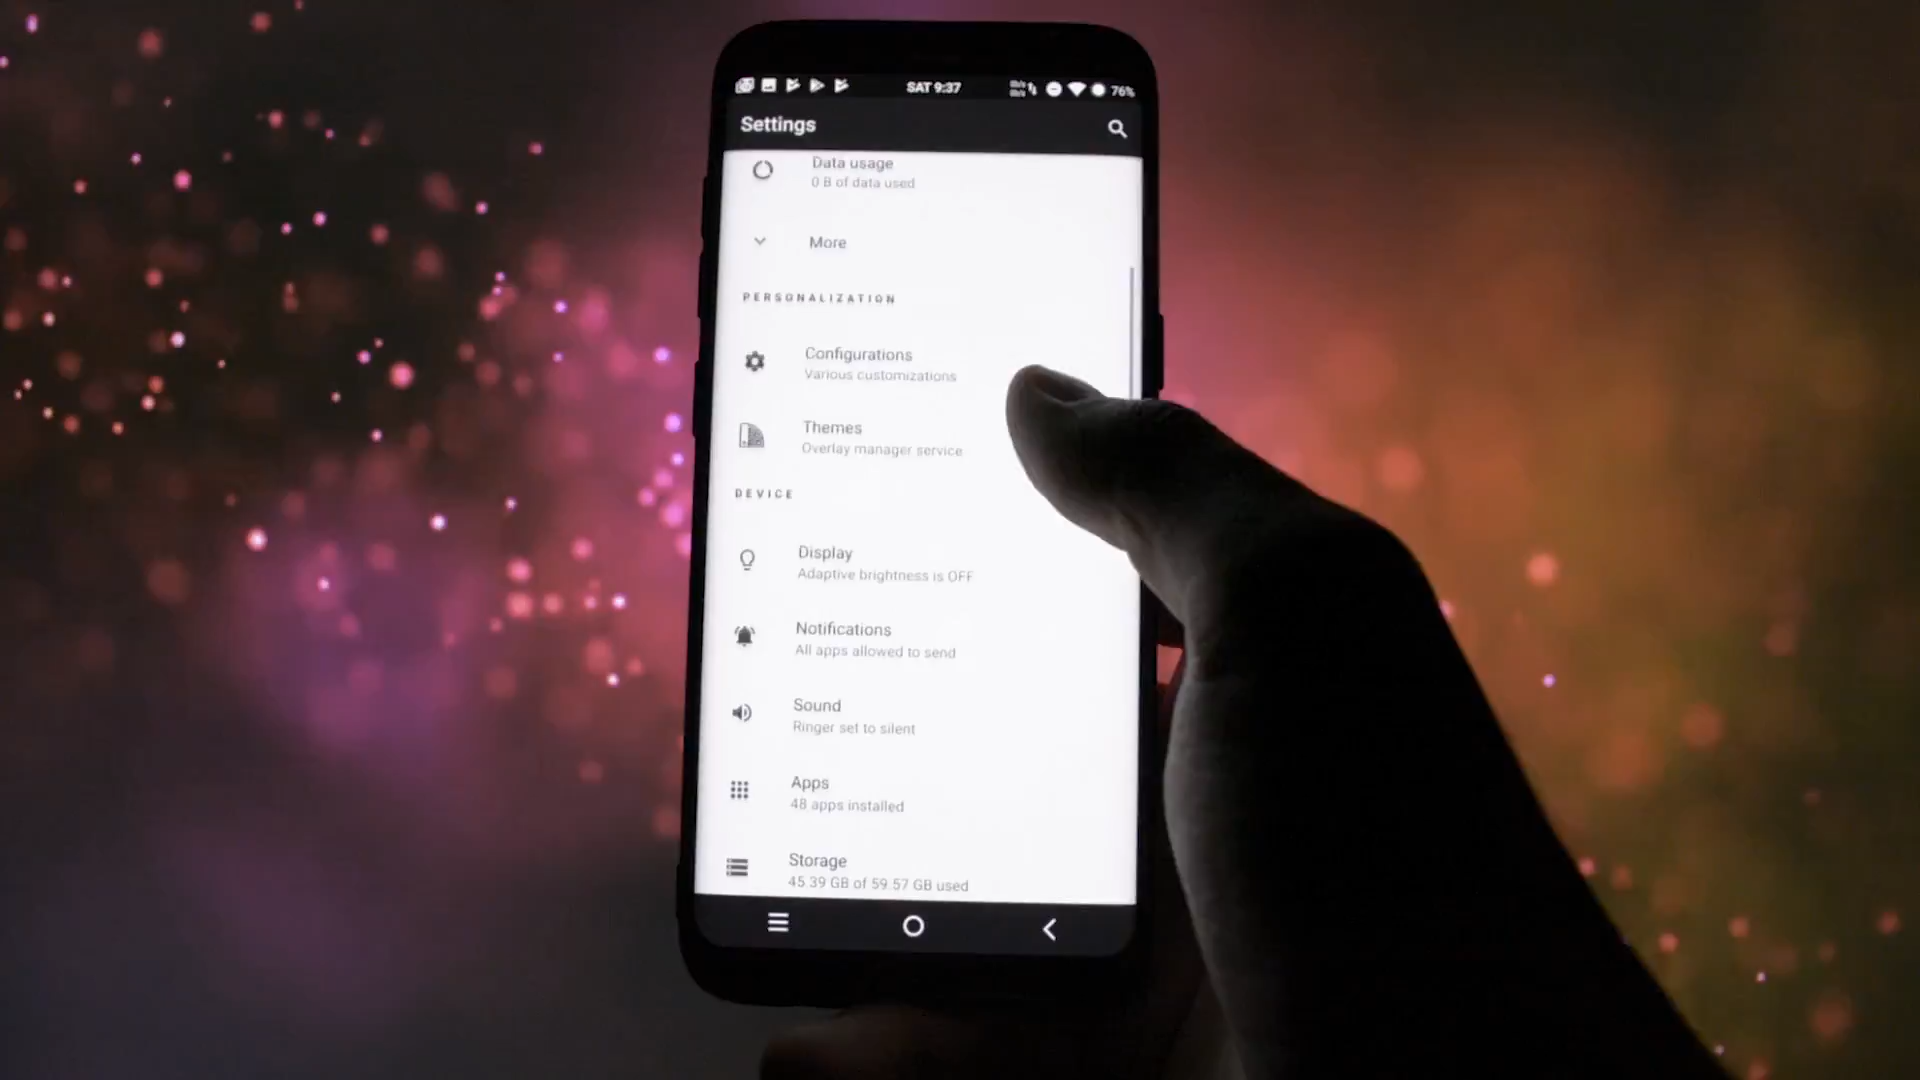 SAT 9:37
76%
Settings
Data usage
0 B of data used
More
PERSONALIZATION
Configurations
Various customizations
Themes
Overlay manager service
DEVICE
Display
Adaptive brightness is OFF
Notifications
All apps allowed to send
Sound
Ringer set to silent
Apps
48 apps installed
Storage
45.39 GB of 59.57 GB used